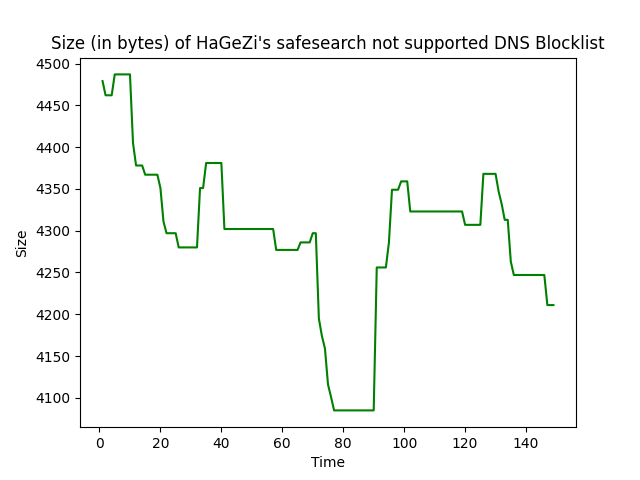 Size (in bytes) of HaGeZi's safesearch not supported DNS Blocklist
4500
4450
4400
4350
4300
4250
4200
4150
4100
Size
0 20 40 60 80 100 120 140
Time